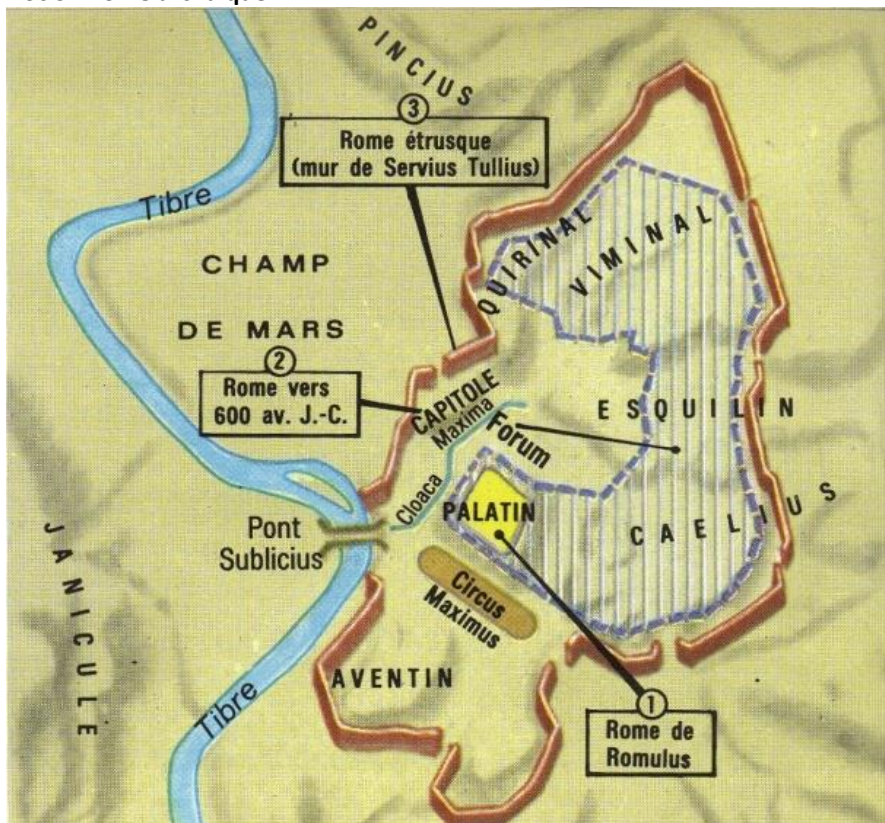 PINCIUS
3
Rome étrusque
(mur de Servius Tullius)
Tibre
CHAMP
DE MARS
QUIRINAL
VIMINAL
2
Rome vers
600 av. J.-C.
CAPITOLE
Maxima
Cloaca
Forum
ESQUILIN
PALATIN
CAELIUS
Pont
Sublicius
Circus
Maximus
JANICULE
AVENTIN
Tibre
1
Rome de
Romulus